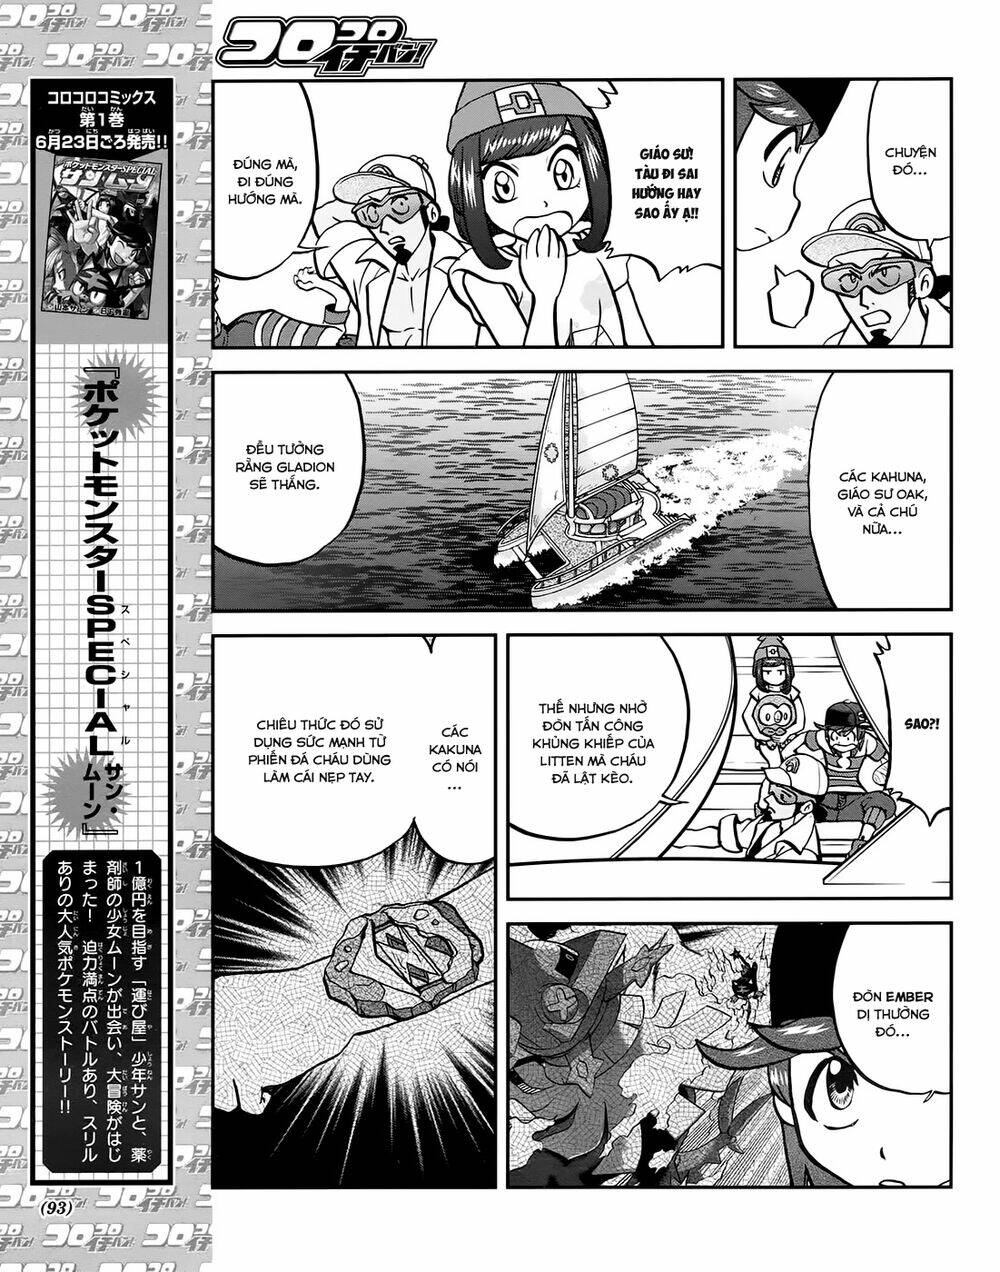 コロコロイチバン!
コロコロコミックス
第1巻
6月23日ごろ発売!!
ポケットモンスターSPECIAL
サン・ムーン
『ポケットモンスターSPECIAL サン・ムーン』
スペシャル
1億円を目指す「運び屋」少年サンと、薬
剤師の少女ムーンが出会い、大冒険がはじ
まった! 迫力満点のバトルあり、スリル
ありの大人気ポケモンストーリー!!
(93)
CHUYỆN
ĐÓ...
GIÁO SƯ!
TÀU ĐI SAI
HƯỚNG HAY
SAO ẤY Ạ!!
ĐÚNG MÀ,
ĐI ĐÚNG
HƯỚNG MÀ.
CÁC KAHUNA,
GIÁO SƯ OAK,
VÀ CẢ CHÚ
NỮA...
ĐỀU TƯỞNG
RẰNG GLADION
SẼ THẮNG.
SAO?!
THẾ NHƯNG NHỜ
ĐÒN TẤN CÔNG
KHỦNG KHIẾP CỦA
LITTEN MÀ CHÁU
ĐÃ LẬT KÈO.
CÁC
KAKUNA
CÓ NÓI
...
CHIÊU THỨC ĐÓ SỬ
DỤNG SỨC MẠNH TỪ
PHIẾN ĐÁ CHÁU DÙNG
LÀM CÁI NẸP TAY.
ĐÒN EMBER
DỊ THƯỜNG
ĐÓ...